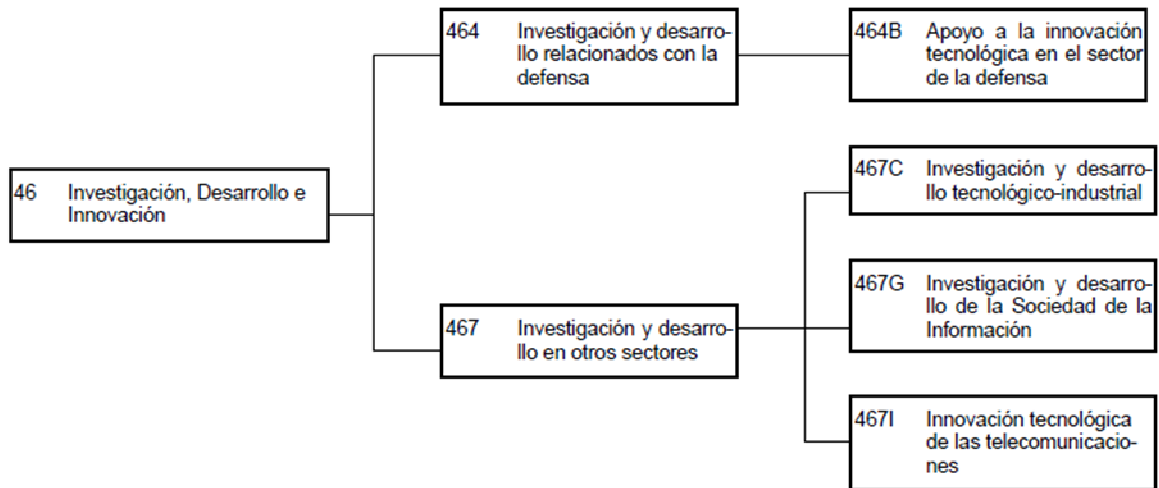 464 Investigación y desarro-
llo relacionados con la
defensa
464B Apoyo a la innovación
tecnológica en el sector
de la defensa
46 Investigación, Desarrollo e
Innovación
467C Investigación y desarro-
llo tecnológico-industrial
467G Investigación y desarro-
llo de la Sociedad de la
Información
467 Investigación y desarro-
llo en otros sectores
467I Innovación tecnológica
de las telecomunicacio-
nes